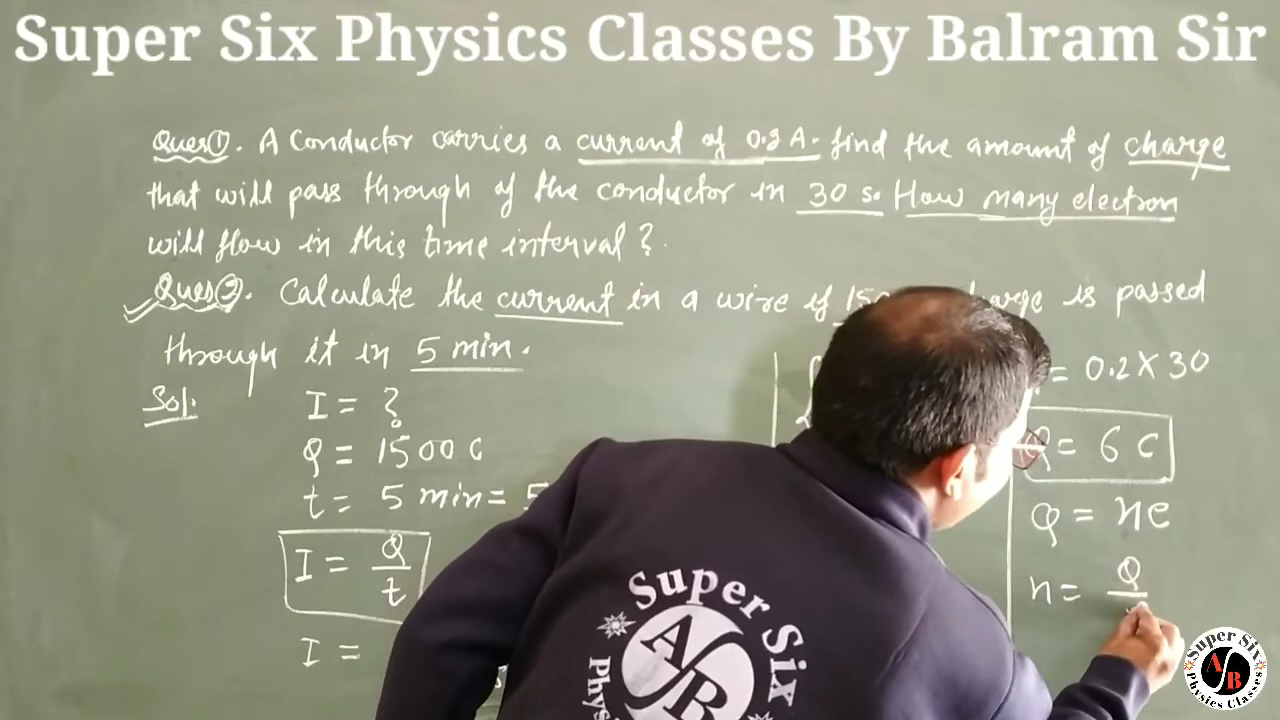 Super Six Physics Classes By Balram Sir
Ques①. A Conductor carries a current of 0.2 A. find the amount of charge
that will pass through of the conductor in 30 s. How many electron
will flow in this time interval ?.
Ques②. Calculate the current in a wire if is passed
through it in 5 min.
Sol.
I = ?
Q = 1500 C
t = 5 min =
I = Q/t
I =
= 0.2 X 30
Q = 6 C
Q = ne
n = Q
Super Six
Physi
A B
Super Six
AB
Physics Classes